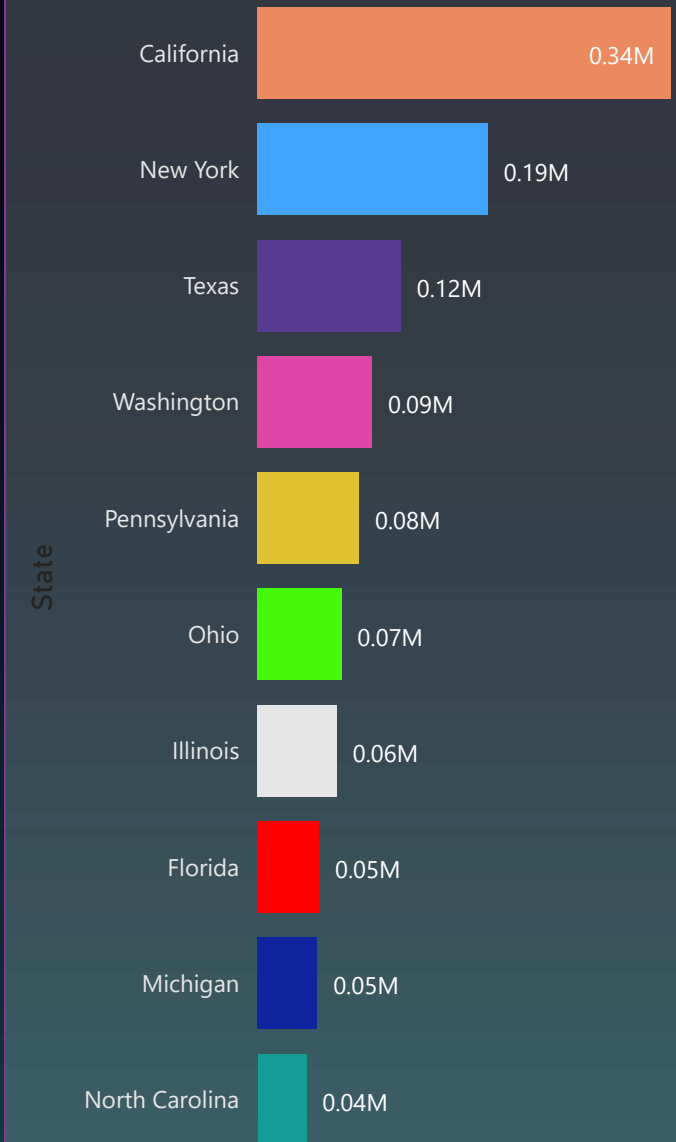 State
California 0.34M
New York 0.19M
Texas 0.12M
Washington 0.09M
Pennsylvania 0.08M
Ohio 0.07M
Illinois 0.06M
Florida 0.05M
Michigan 0.05M
North Carolina 0.04M